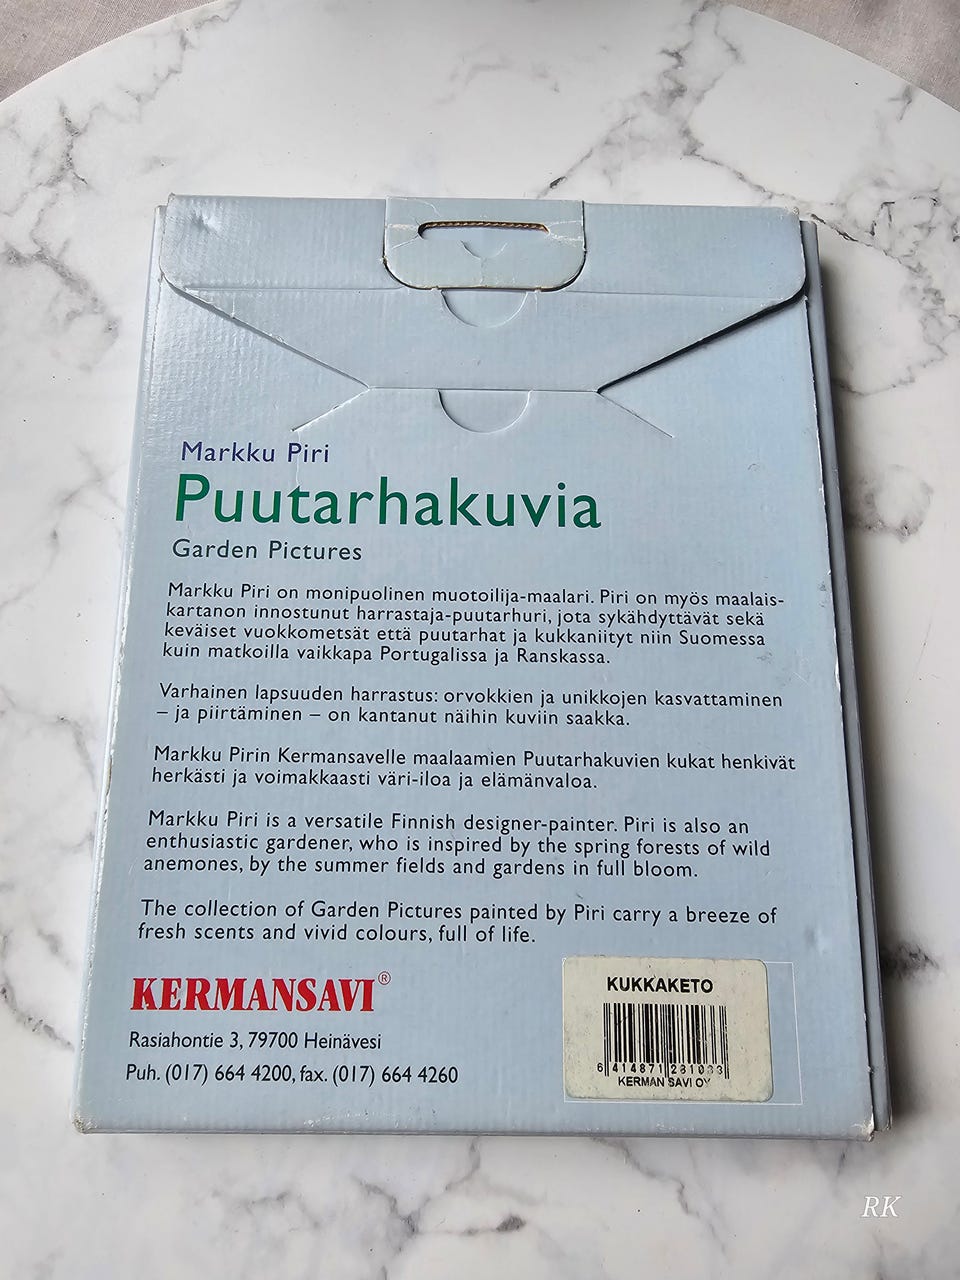 Markku Piri
Puutarhakuvia
Garden Pictures
Markku Piri on monipuolinen muotoilija-maalari. Piri on myös maalais-
kartanon innostunut harrastaja-puutarhuri, jota sykähdyttävät sekä
keväiset vuokkometsät että puutarhat ja kukkaniityt niin Suomessa
kuin matkoilla vaikkapa Portugalissa ja Ranskassa.
Varhainen lapsuuden harrastus: orvokkien ja unikkojen kasvattaminen
– ja piirtäminen – on kantanut näihin kuviin saakka.
Markku Pirin Kermansavelle maalaamien Puutarhakuvien kukat henkivät
herkästi ja voimakkaasti väri-iloa ja elämänvaloa.
Markku Piri is a versatile Finnish designer-painter. Piri is also an
enthusiastic gardener, who is inspired by the spring forests of wild
anemones, by the summer fields and gardens in full bloom.
The collection of Garden Pictures painted by Piri carry a breeze of
fresh scents and vivid colours, full of life.
KERMANSAVI®
Rasiahontie 3, 79700 Heinävesi
Puh. (017) 664 4200, fax. (017) 664 4260
KUKKAKETO
6 414871 281033
KERMAN SAVI OY
RK